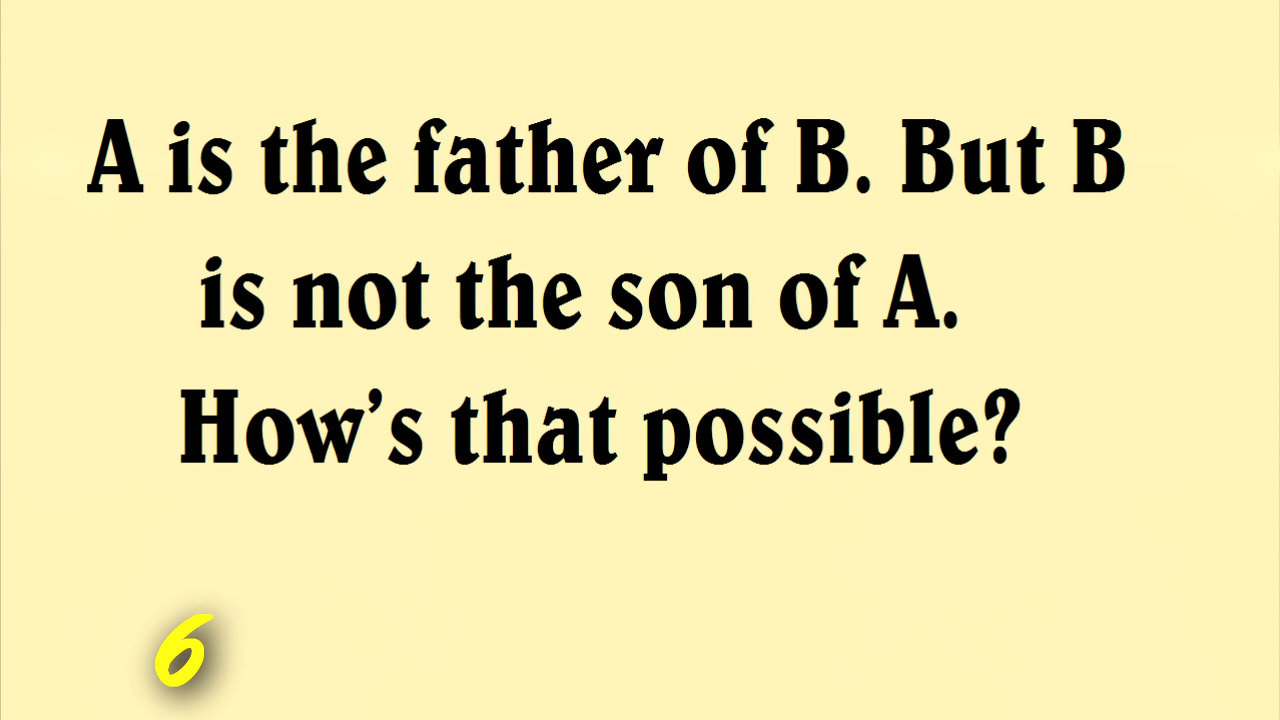 A is the father of B. But B
is not the son of A.
How’s that possible?
6